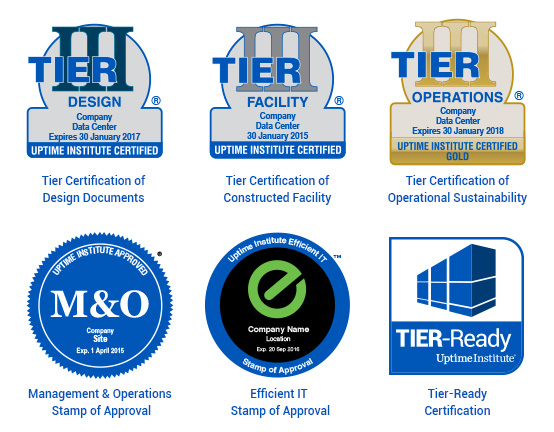 III
TIER
DESIGN
®
Company
Data Center
Expires 30 January 2017
UPTIME INSTITUTE CERTIFIED
Tier Certification of
Design Documents
III
TIER
FACILITY
®
Company
Data Center
30 January 2015
UPTIME INSTITUTE CERTIFIED
Tier Certification of
Constructed Facility
III
TIER
OPERATIONS
®
Company
Data Center
Expires 30 January 2018
UPTIME INSTITUTE CERTIFIED
GOLD
Tier Certification of
Operational Sustainability
UPTIME INSTITUTE APPROVED
®
M&O
Company
Site
Exp. 1 April 2015
Management & Operations
Stamp of Approval
Uptime Institute Efficient IT
™
e
Company Name
Location
Exp. 20 Sep 2016
Stamp of Approval
Efficient IT
Stamp of Approval
TIER-Ready
UptimeInstitute®
Tier-Ready
Certification